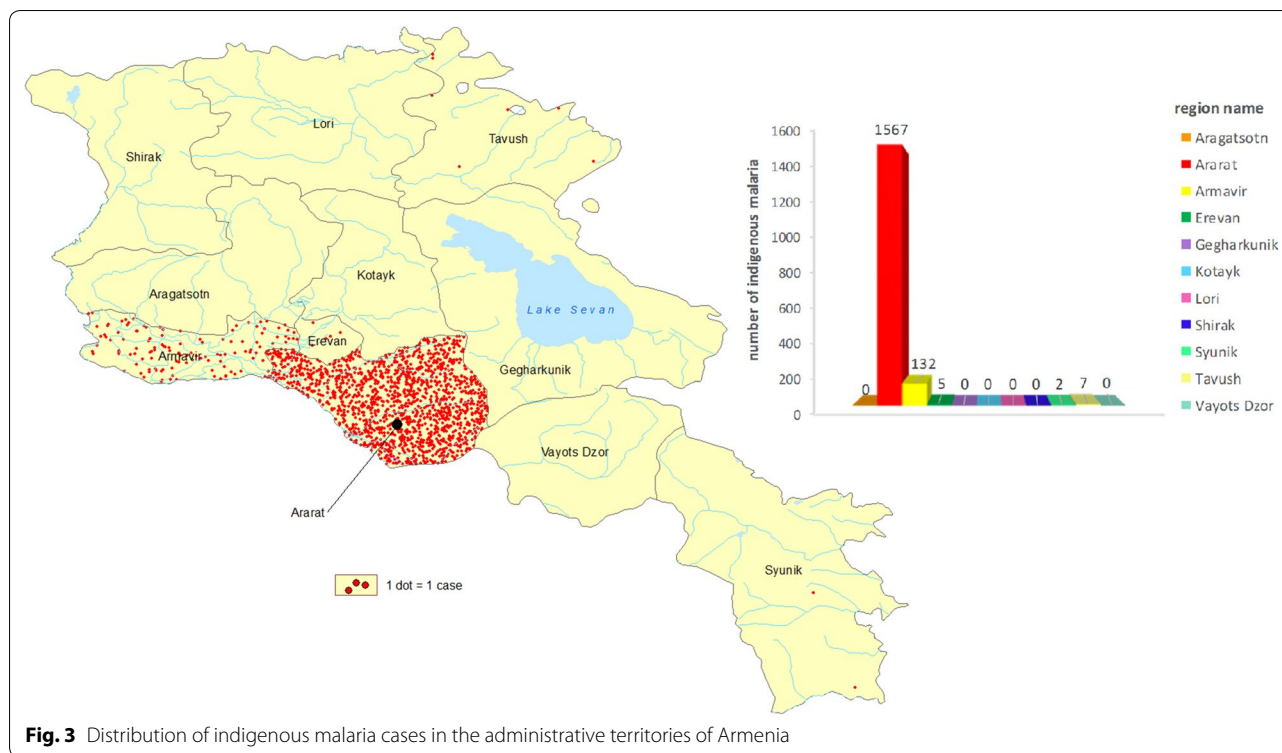 Lori
Tavush
Shirak
Kotayk
Aragatsotn
Lake Sevan
Erevan
Armavir
Gegharkunik
Vayots Dzor
Ararat
Syunik
1 dot = 1 case
number of indigenous malaria
1600
1400
1200
1000
800
600
400
200
0
0 1567 132 5 0 0 0 0 2 7 0
region name
Aragatsotn
Ararat
Armavir
Erevan
Gegharkunik
Kotayk
Lori
Shirak
Syunik
Tavush
Vayots Dzor
Fig. 3 Distribution of indigenous malaria cases in the administrative territories of Armenia